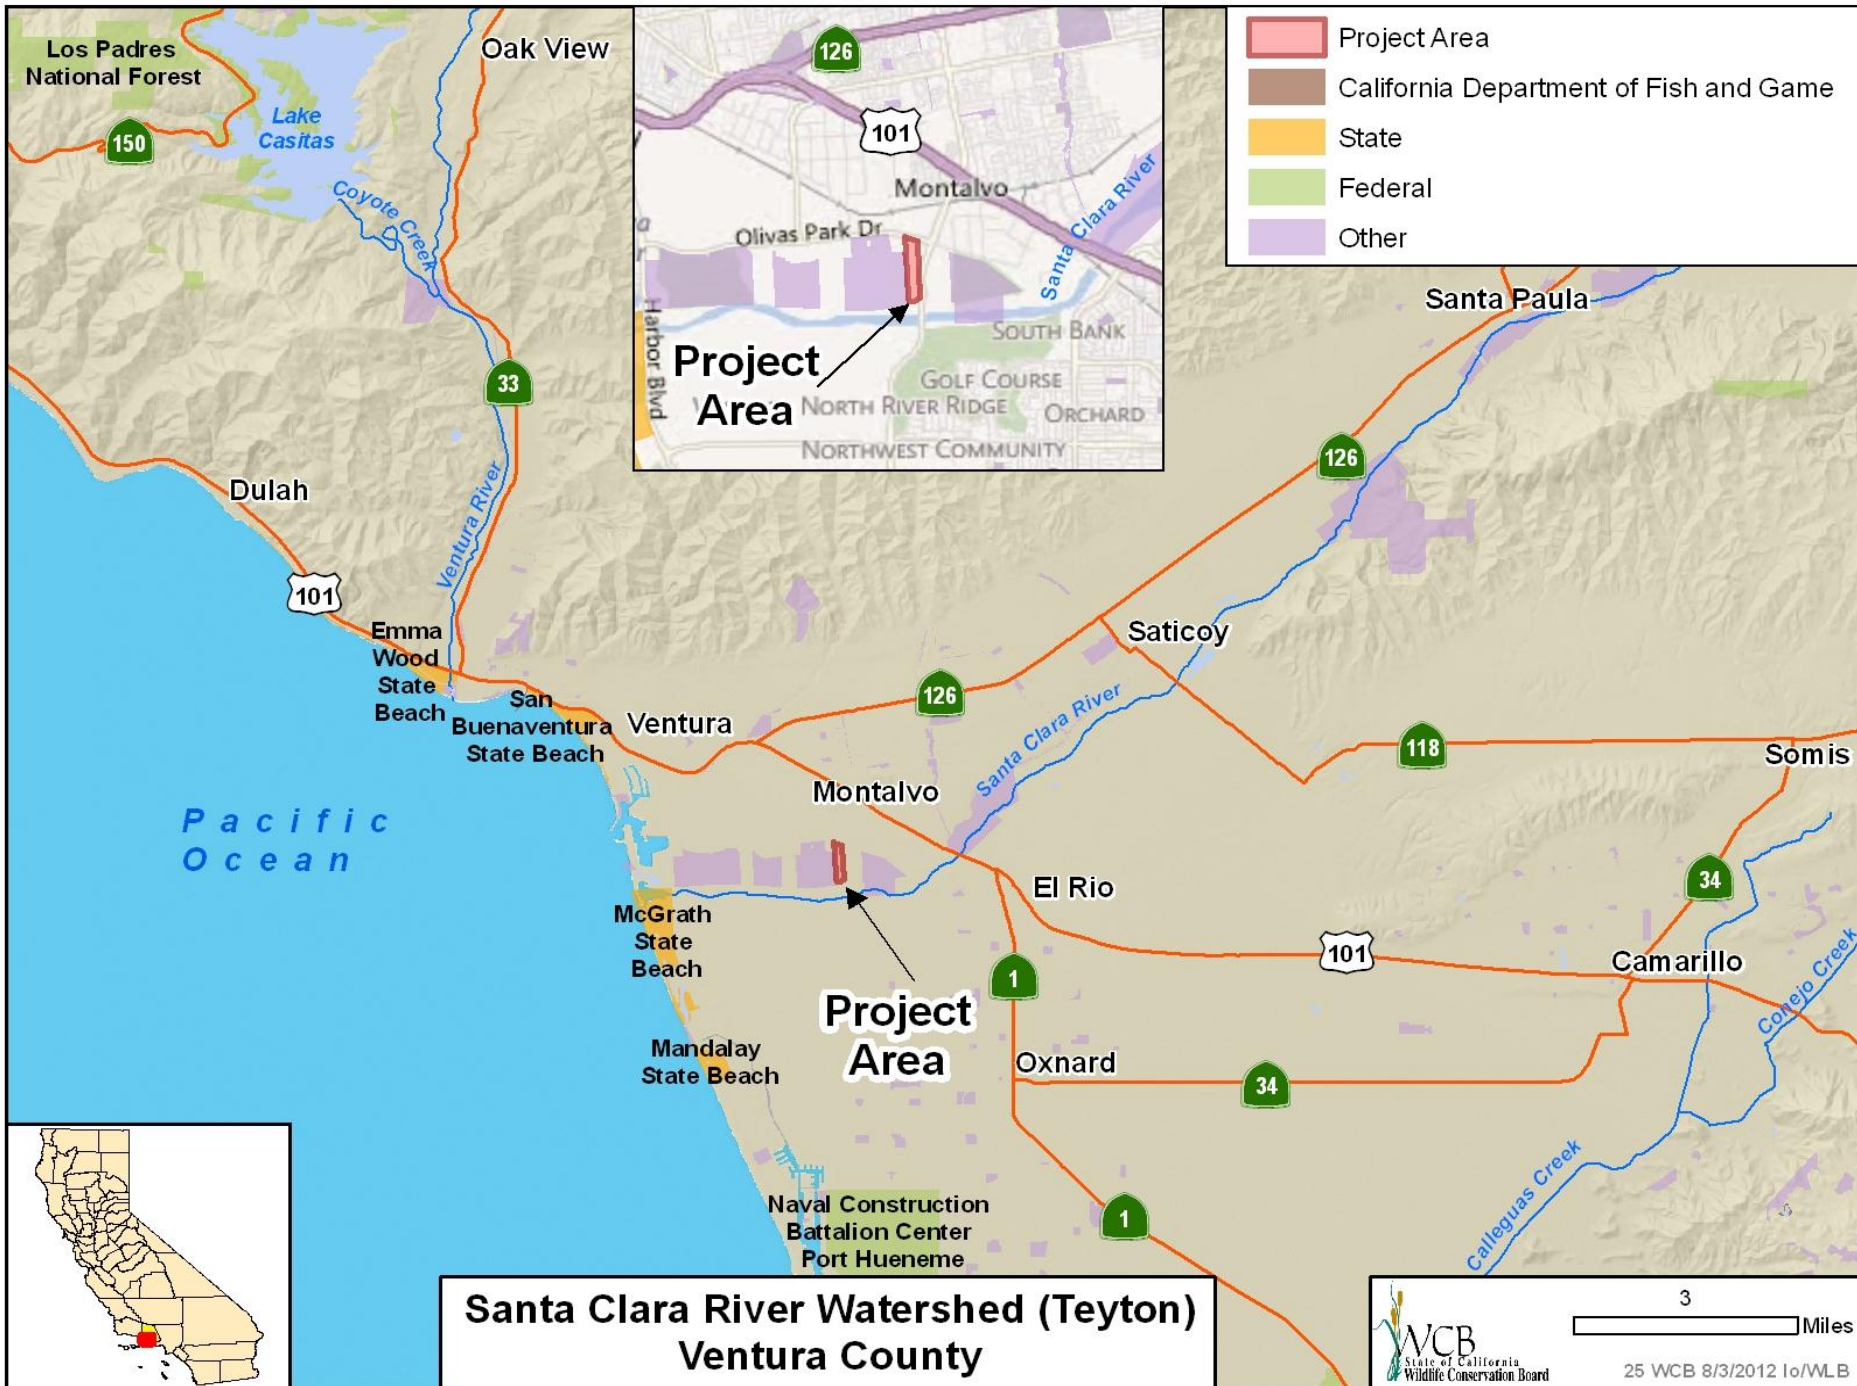 Los Padres
National Forest
Oak View
150
Lake
Casitas
Coyote Creek
33
Dulah
Ventura River
101
Emma
Wood
State
Beach
San
Buenaventura
State Beach
Ventura
Pacific
Ocean
126
101
Montalvo
Santa Clara River
Olivas Park Dr
Harbor Blvd
Project
Area
SOUTH BANK
GOLF COURSE
NORTH RIVER RIDGE
ORCHARD
NORTHWEST COMMUNITY
Project Area
California Department of Fish and Game
State
Federal
Other
Santa Paula
126
Saticoy
126
Santa Clara River
118
Somis
Montalvo
El Rio
34
101
Camarillo
Conejo Creek
McGrath
State
Beach
Project
Area
1
Mandalay
State Beach
Oxnard
34
Calleguas Creek
1
Naval Construction
Battalion Center
Port Hueneme
Santa Clara River Watershed (Teyton)
Ventura County
WCB
State of California
Wildlife Conservation Board
3
Miles
25 WCB 8/3/2012 lo/WLB